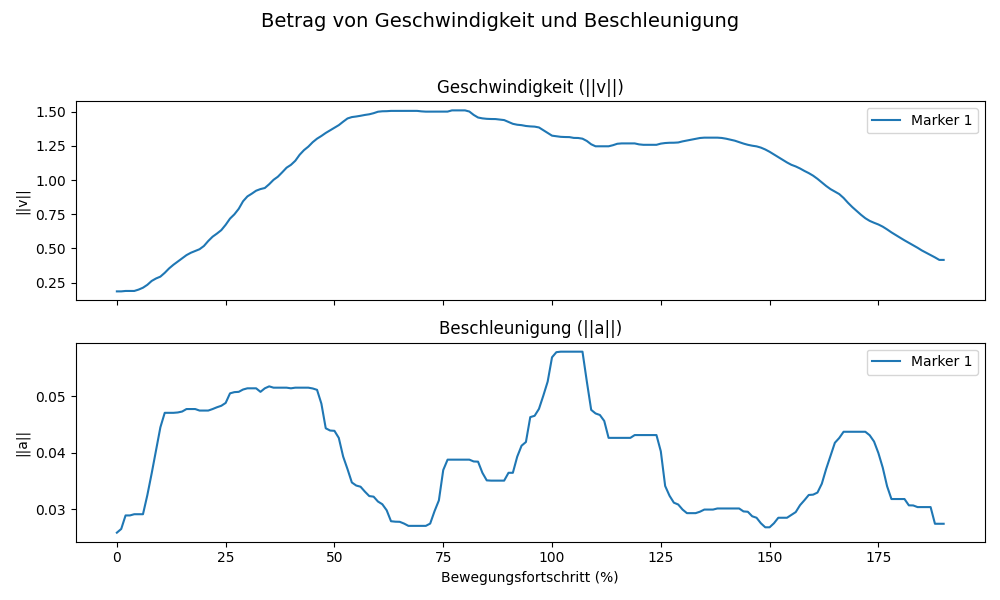 Betrag von Geschwindigkeit und Beschleunigung
Geschwindigkeit (||v||)
Marker 1
||v||
1.50
1.25
1.00
0.75
0.50
0.25
Beschleunigung (||a||)
Marker 1
||a||
0.05
0.04
0.03
0 25 50 75 100 125 150 175
Bewegungsfortschritt (%)